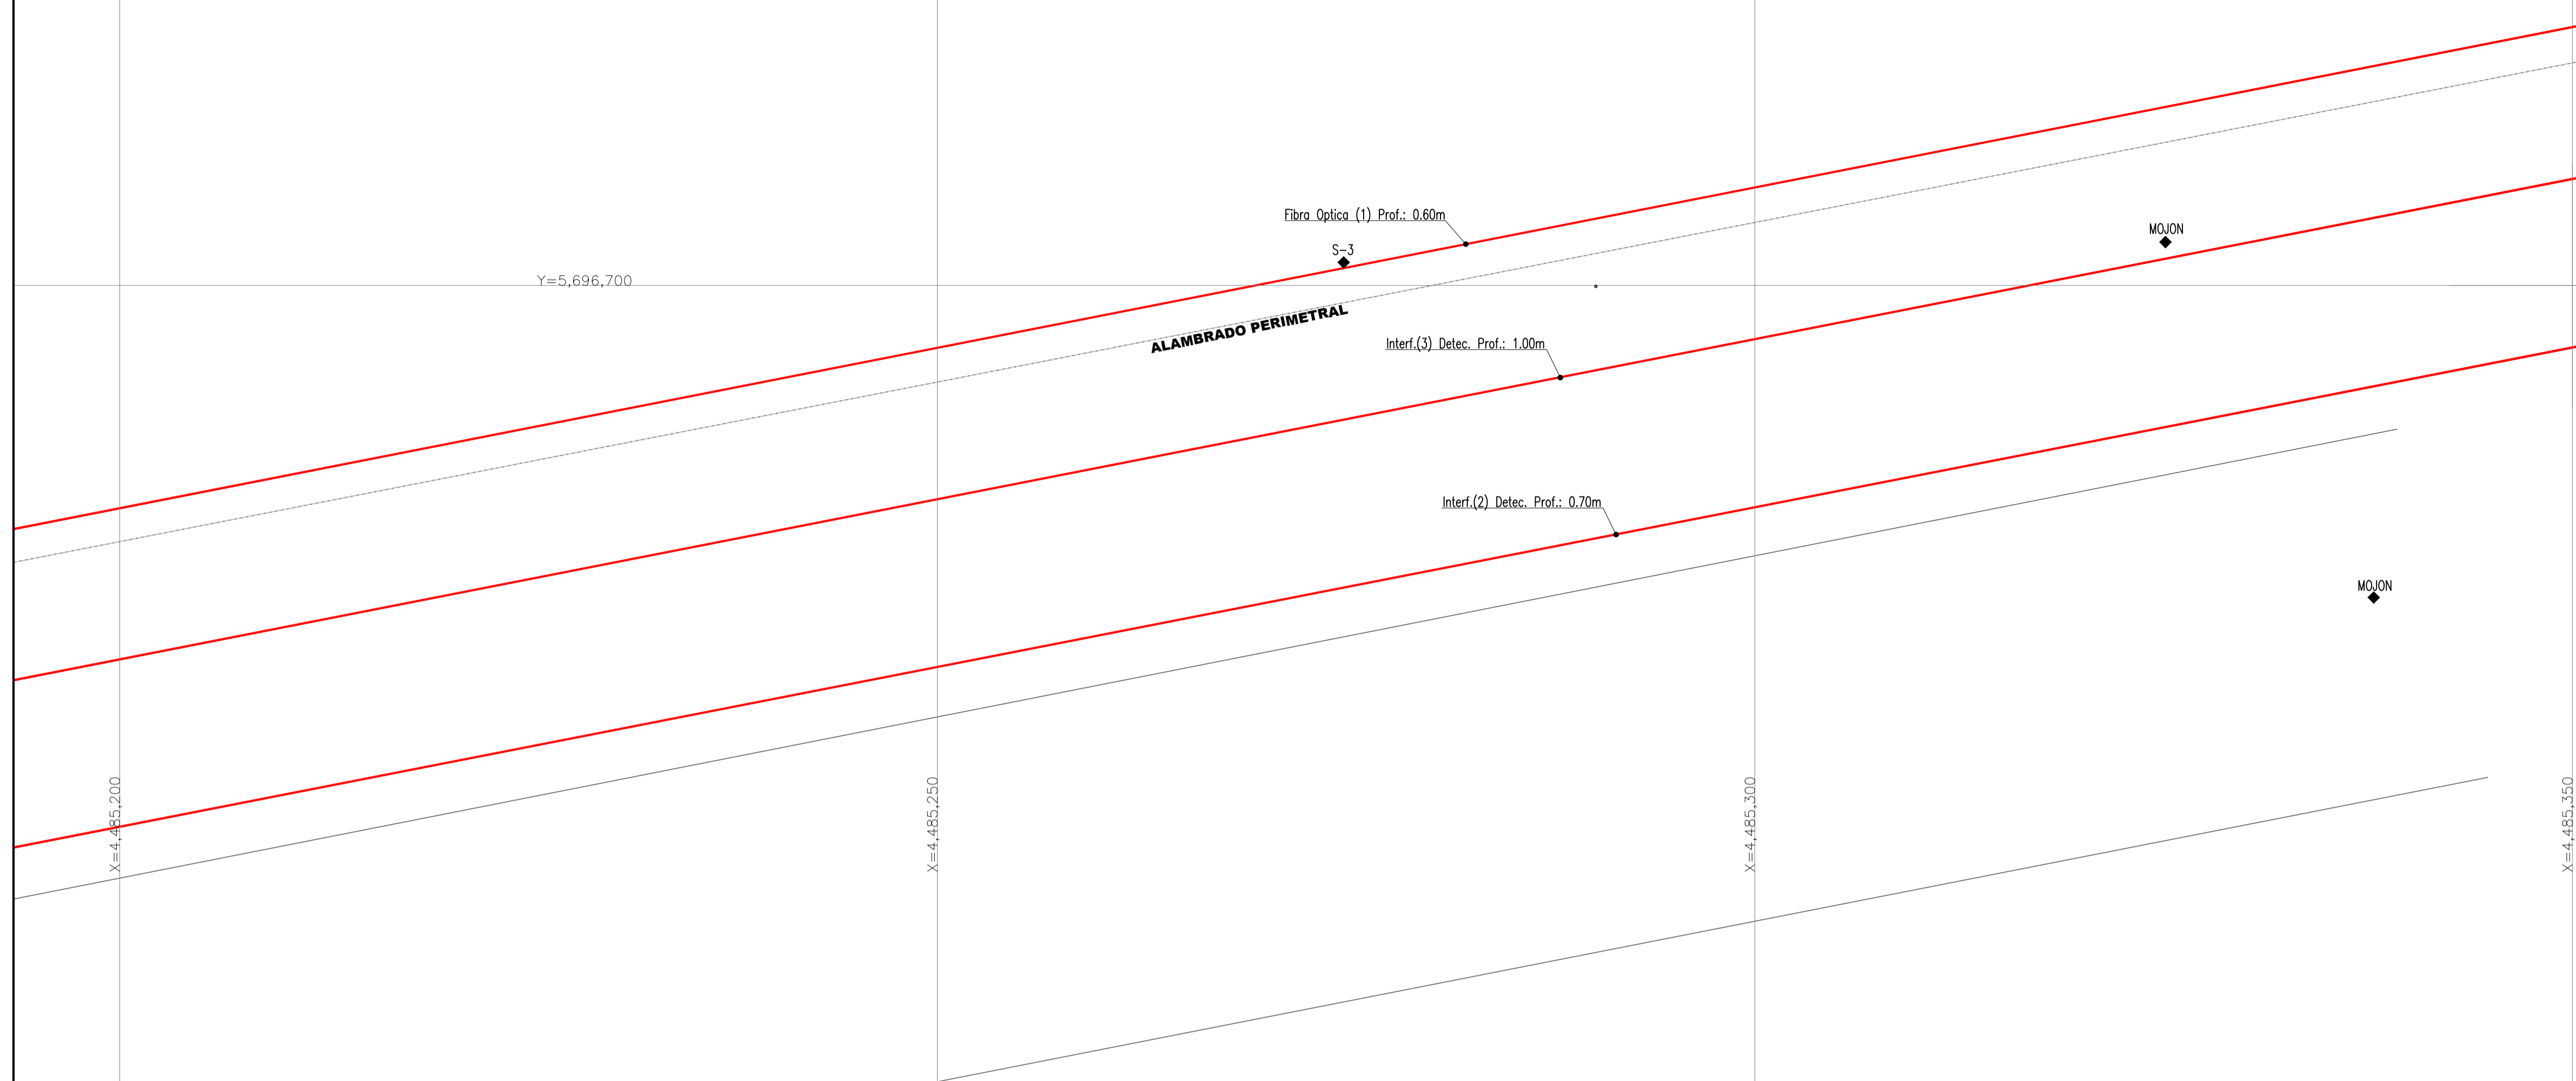 Fibra Optica (1) Prof.: 0.60m
MOJON
S-3
Y=5,696,700
ALAMBRADO PERIMETRAL
Interf.(3) Detec. Prof.: 1.00m
Interf.(2) Detec. Prof.: 0.70m
MOJON
X=4,485,200
X=4,485,250
X=4,485,300
X=4,485,350